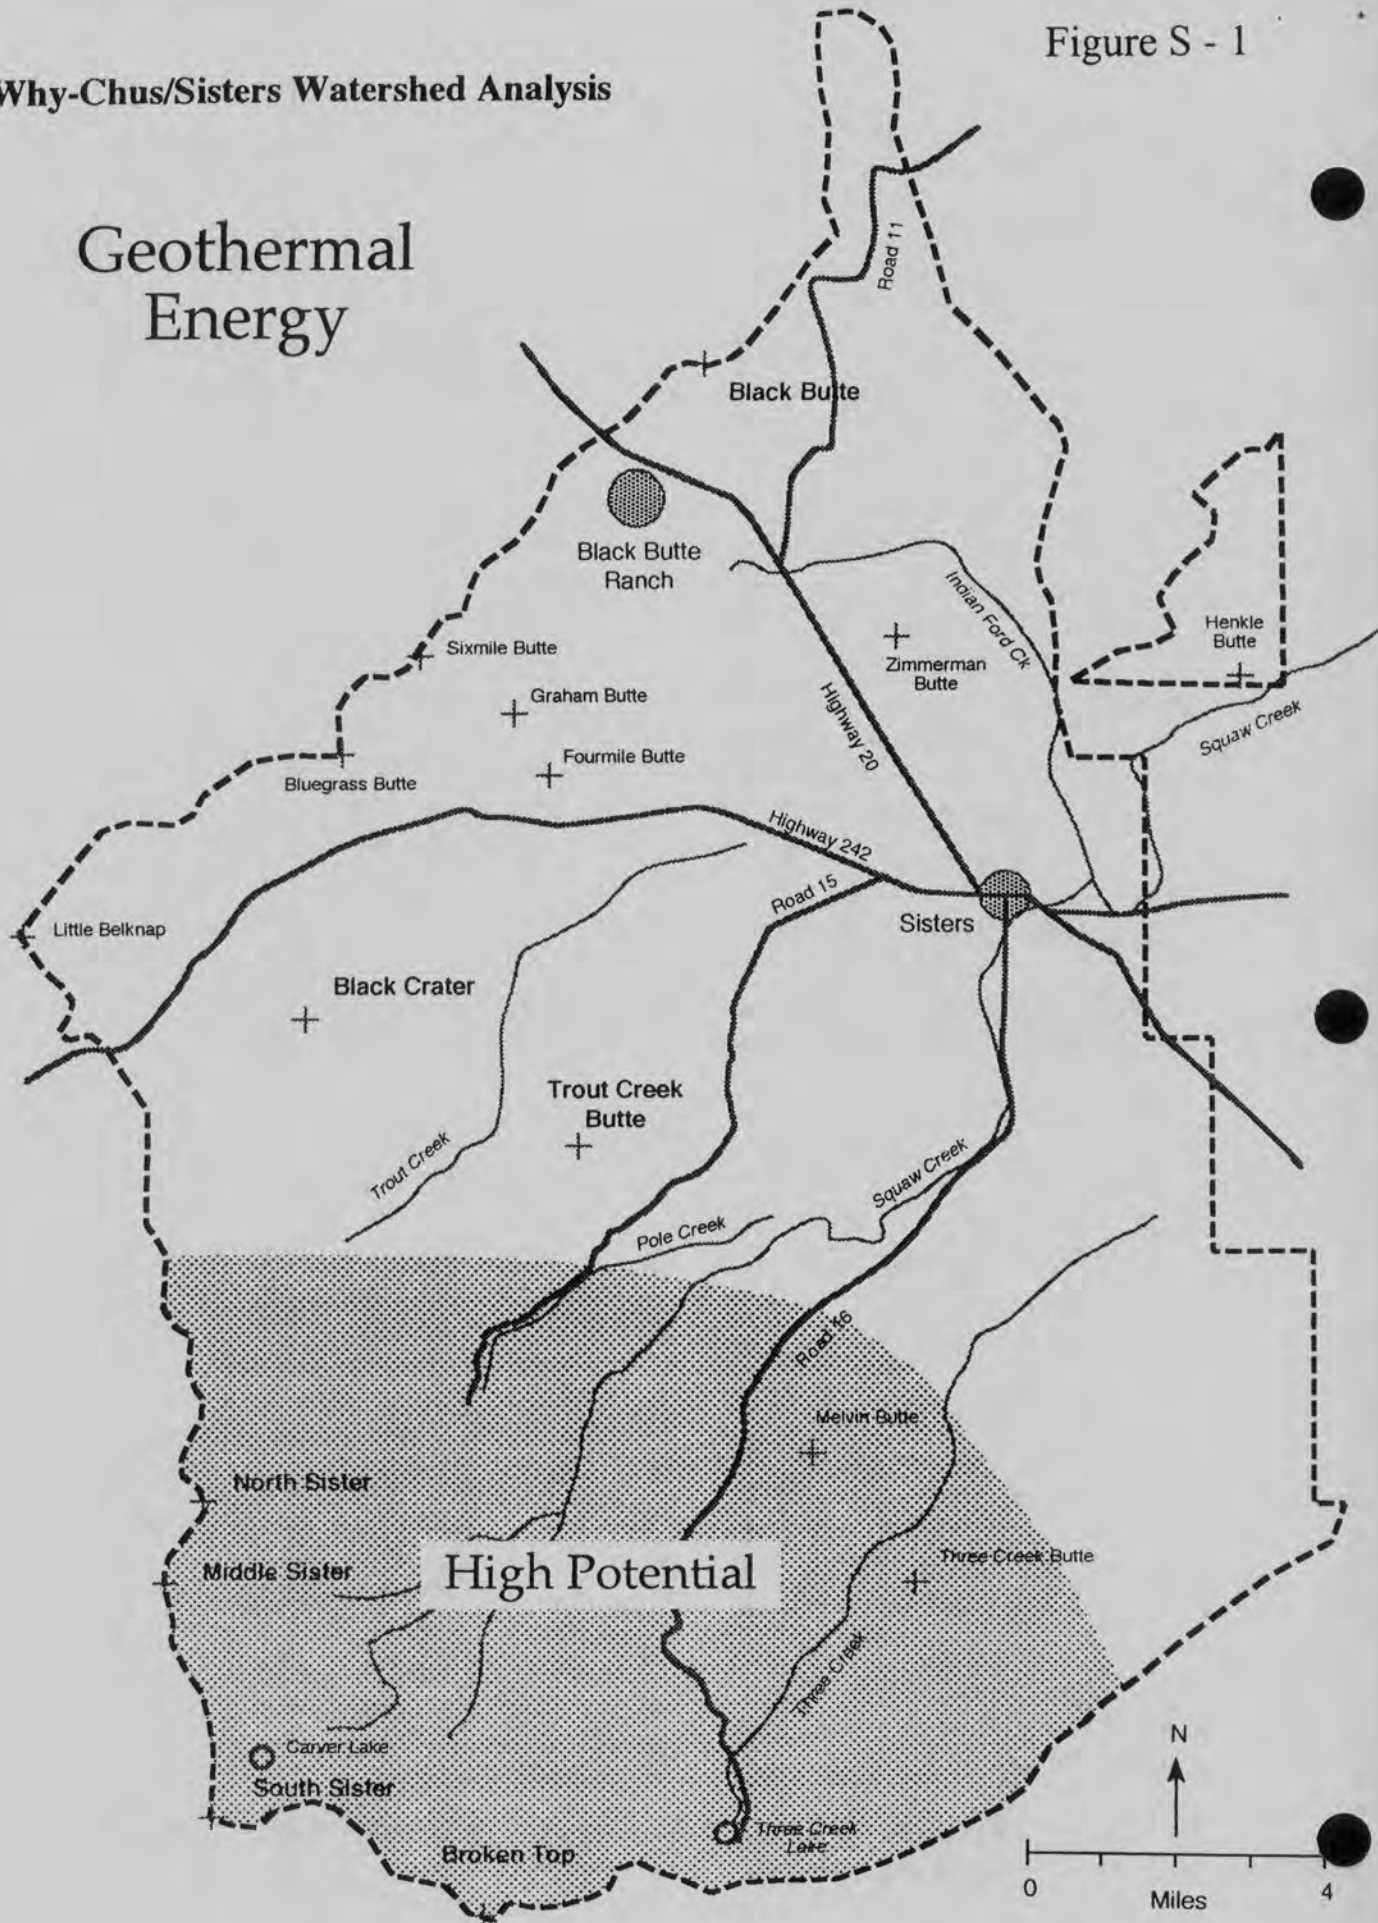 Figure S - 1
Why-Chus/Sisters Watershed Analysis
Geothermal
Energy
Road 11
Black Butte
Black Butte
Ranch
Indian Ford Ck
Henkle
Butte
Zimmerman
Butte
Sixmile Butte
Graham Butte
Highway 20
Squaw Creek
Fourmile Butte
Bluegrass Butte
Highway 242
Road 15
Sisters
Little Belknap
Black Crater
Trout Creek
Butte
Trout Creek
Squaw Creek
Pole Creek
Road 16
Melvin Butte
North Sister
High Potential
Three Creek Butte
Middle Sister
Three Creek
Carver Lake
South Sister
Three Creek
Lake
Broken Top
N
0
4
Miles